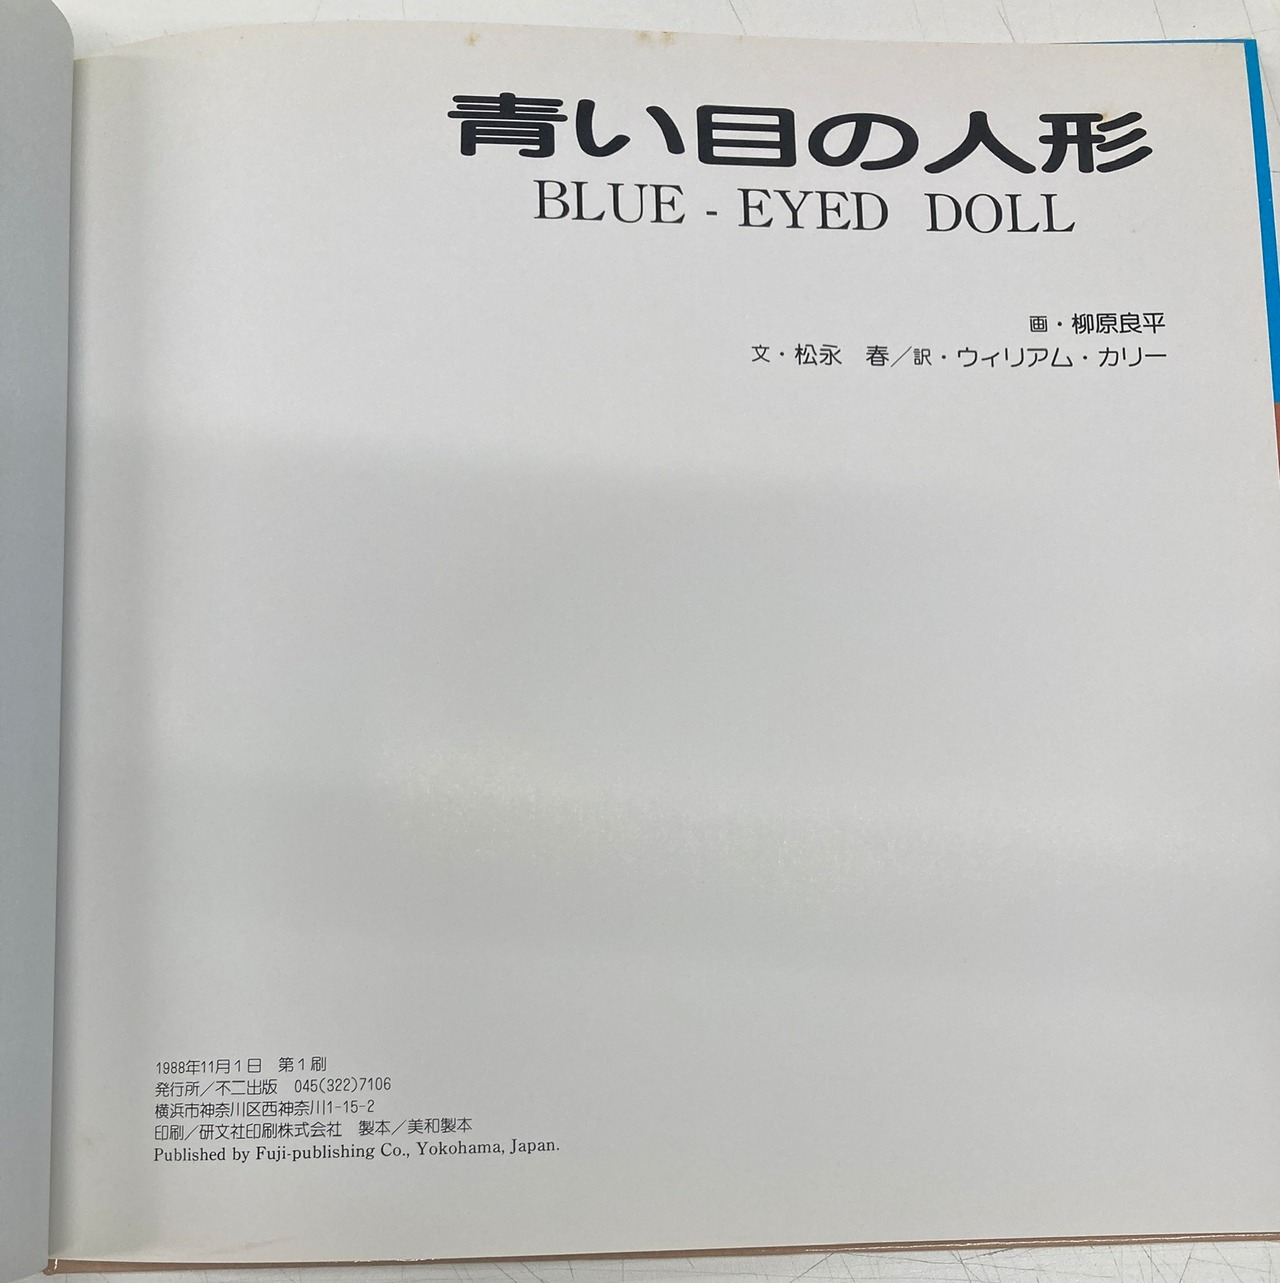 青い目の人形
BLUE - EYED DOLL
画・柳原良平
文・松永　春／訳・ウィリアム・カリー
1988年11月1日　第1刷
発行所／不二出版　045(322)7106
横浜市神奈川区西神奈川1-15-2
印刷／研文社印刷株式会社　製本／美和製本
Published by Fuji-publishing Co., Yokohama, Japan.